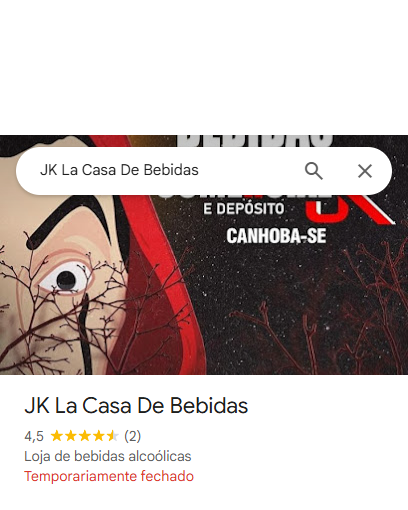 BEBIDAS
JK La Casa De Bebidas
E DEPÓSITO
CANHOBA-SE
JK La Casa De Bebidas
4,5 (2)
Loja de bebidas alcoólicas
Temporariamente fechado